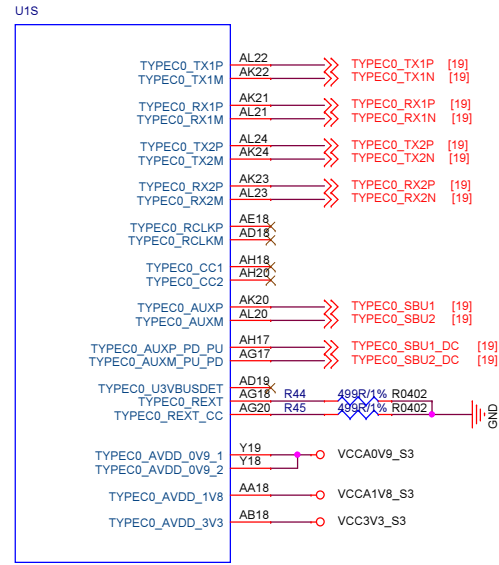 U1S
TYPEC0_TX1P AL22 TYPEC0_TX1P [19]
TYPEC0_TX1M AK22 TYPEC0_TX1N [19]
TYPEC0_RX1P AK21 TYPEC0_RX1P [19]
TYPEC0_RX1M AL21 TYPEC0_RX1N [19]
TYPEC0_TX2P AL24 TYPEC0_TX2P [19]
TYPEC0_TX2M AK24 TYPEC0_TX2N [19]
TYPEC0_RX2P AK23 TYPEC0_RX2P [19]
TYPEC0_RX2M AL23 TYPEC0_RX2N [19]
TYPEC0_RCLKP AE18
TYPEC0_RCLKM AD18
TYPEC0_CC1 AH18
TYPEC0_CC2 AH20
TYPEC0_AUXP AK20 TYPEC0_SBU1 [19]
TYPEC0_AUXM AL20 TYPEC0_SBU2 [19]
TYPEC0_AUXP_PD_PU AH17 TYPEC0_SBU1_DC [19]
TYPEC0_AUXM_PU_PD AG17 TYPEC0_SBU2_DC [19]
TYPEC0_U3VBUSDET AD19
TYPEC0_REXT AG18 R44 499R/1% R0402
TYPEC0_REXT_CC AG20 R45 499R/1% R0402
GND
TYPEC0_AVDD_0V9_1 Y19 VCCA0V9_S3
TYPEC0_AVDD_0V9_2 Y18
TYPEC0_AVDD_1V8 AA18 VCCA1V8_S3
TYPEC0_AVDD_3V3 AB18 VCC3V3_S3